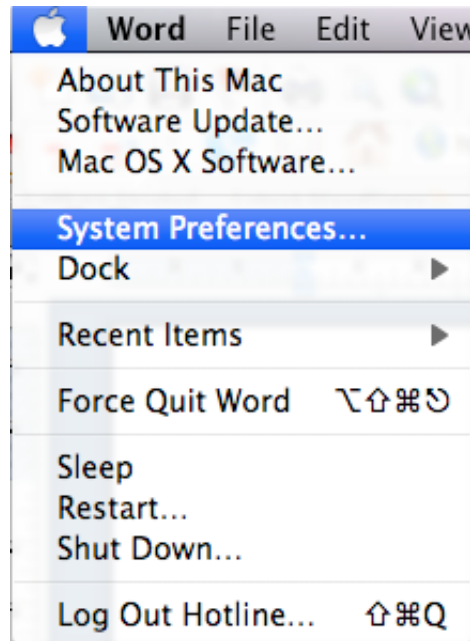 Word File Edit View
About This Mac
Software Update...
Mac OS X Software...
System Preferences...
Dock
Recent Items
Force Quit Word ⌥⇧⌘⎋
Sleep
Restart...
Shut Down...
Log Out Hotline... ⇧⌘Q